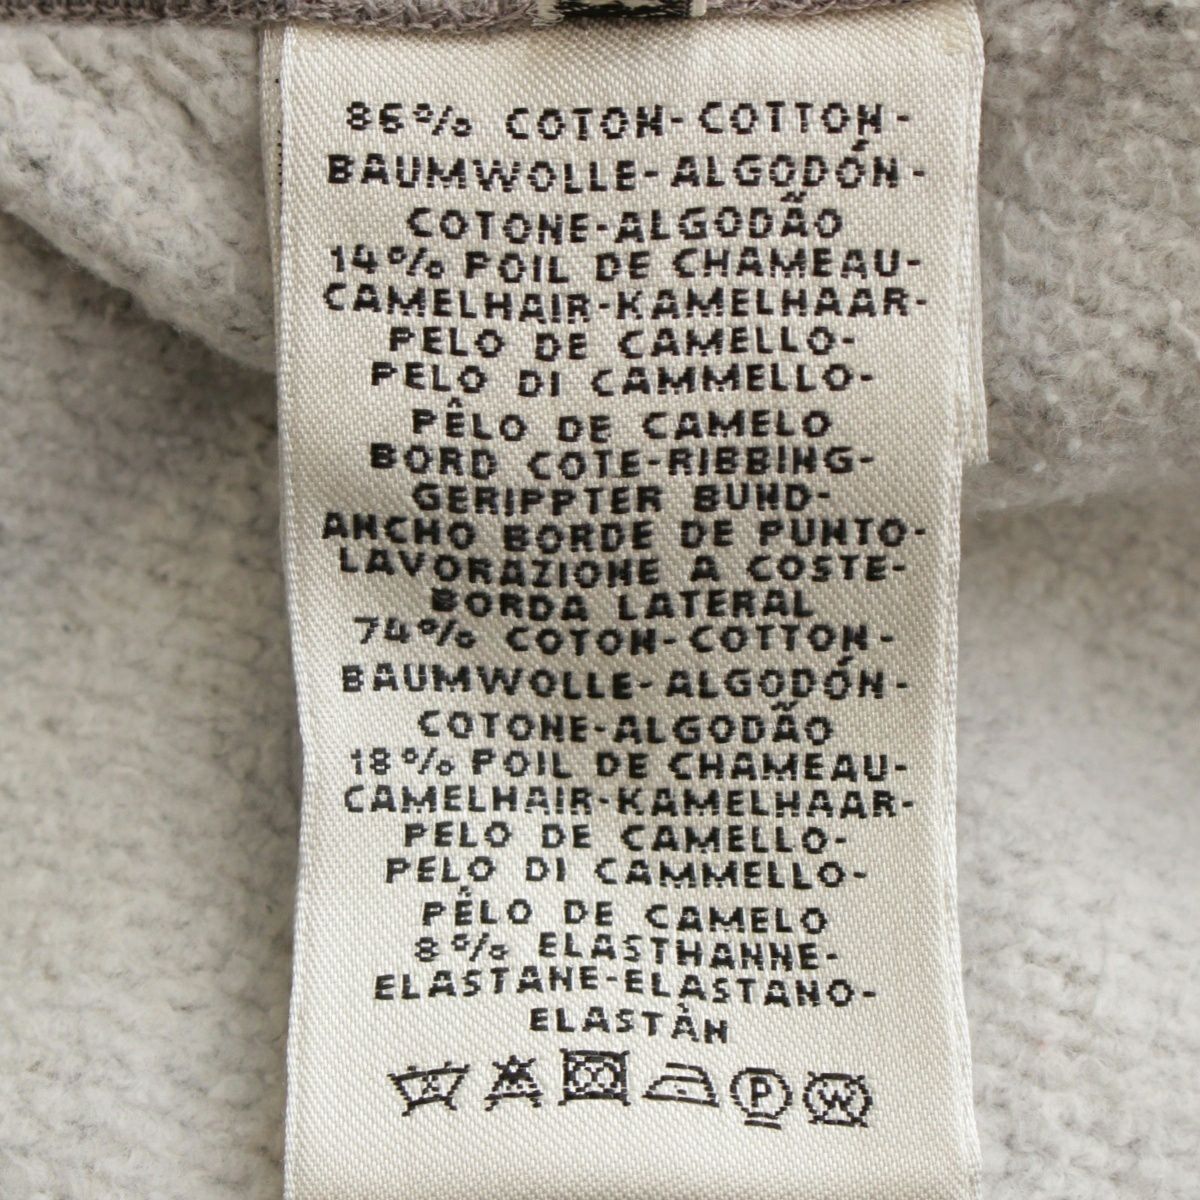 86% COTON-COTTON-
BAUMWOLLE-ALGODÓN-
COTONE-ALGODÃO
14% POIL DE CHAMEAU-
CAMELHAIR-KAMELHAAR-
PELO DE CAMELLO-
PELO DI CAMMELLO-
PÊLO DE CAMELO
BORD COTE-RIBBING-
GERIPPTER BUND-
ANCHO BORDE DE PUNTO-
LAVORAZIONE A COSTE-
BORDA LATERAL
74% COTON-COTTON-
BAUMWOLLE-ALGODÓN-
COTONE-ALGODÃO
18% POIL DE CHAMEAU-
CAMELHAIR-KAMELHAAR-
PELO DE CAMELLO-
PELO DI CAMMELLO-
PÊLO DE CAMELO
8% ELASTHANNE-
ELASTANE-ELASTANO-
ELASTÀN
P W